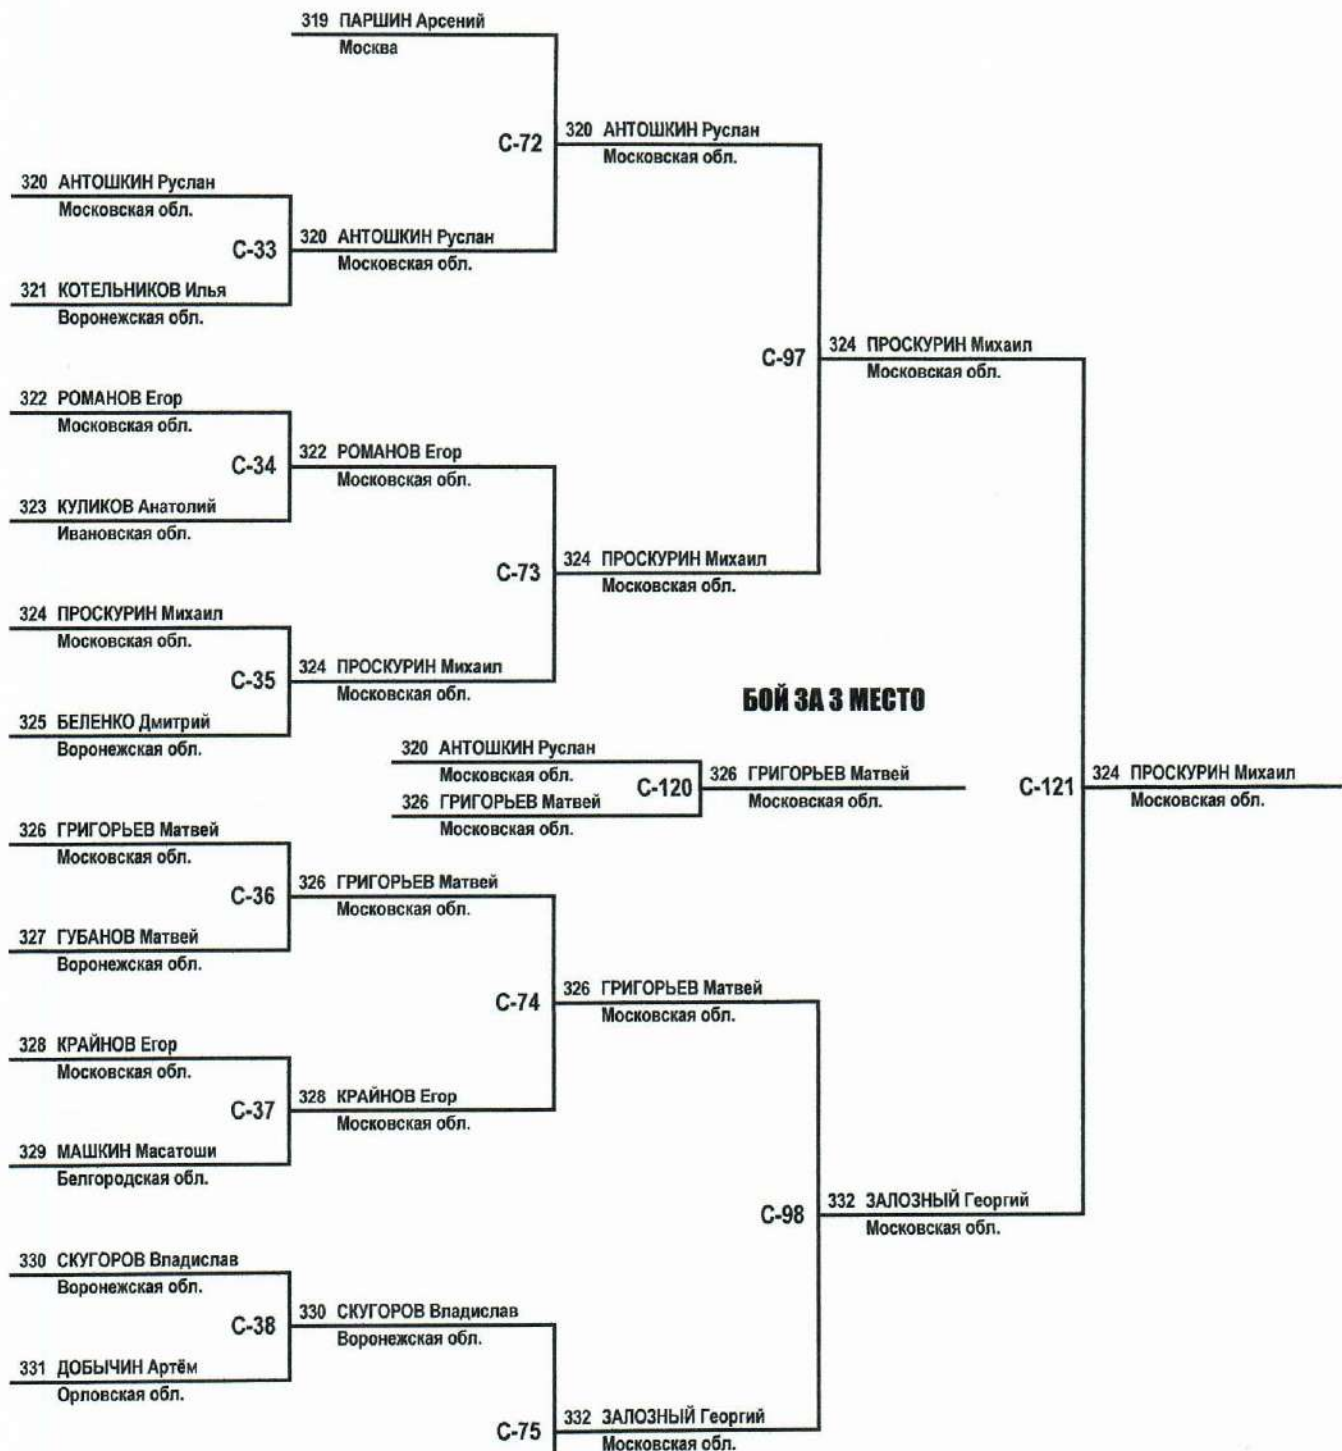 319 ПАРШИН Арсений
Москва
С-72
320 АНТОШКИН Руслан
Московская обл.
320 АНТОШКИН Руслан
Московская обл.
С-33
320 АНТОШКИН Руслан
Московская обл.
321 КОТЕЛЬНИКОВ Илья
Воронежская обл.
С-97
324 ПРОСКУРИН Михаил
Московская обл.
322 РОМАНОВ Егор
Московская обл.
С-34
322 РОМАНОВ Егор
Московская обл.
323 КУЛИКОВ Анатолий
Ивановская обл.
С-73
324 ПРОСКУРИН Михаил
Московская обл.
324 ПРОСКУРИН Михаил
Московская обл.
С-35
324 ПРОСКУРИН Михаил
Московская обл.
325 БЕЛЕНКО Дмитрий
Воронежская обл.
БОЙ ЗА 3 МЕСТО
320 АНТОШКИН Руслан
Московская обл.
С-120
326 ГРИГОРЬЕВ Матвей
Московская обл.
326 ГРИГОРЬЕВ Матвей
Московская обл.
С-121
324 ПРОСКУРИН Михаил
Московская обл.
326 ГРИГОРЬЕВ Матвей
Московская обл.
С-36
326 ГРИГОРЬЕВ Матвей
Московская обл.
327 ГУБАНОВ Матвей
Воронежская обл.
С-74
326 ГРИГОРЬЕВ Матвей
Московская обл.
328 КРАЙНОВ Егор
Московская обл.
С-37
328 КРАЙНОВ Егор
Московская обл.
329 МАШКИН Масатоши
Белгородская обл.
С-98
332 ЗАЛОЗНЫЙ Георгий
Московская обл.
330 СКУГОРОВ Владислав
Воронежская обл.
С-38
330 СКУГОРОВ Владислав
Воронежская обл.
331 ДОБЫЧИН Артём
Орловская обл.
С-75
332 ЗАЛОЗНЫЙ Георгий
Московская обл.